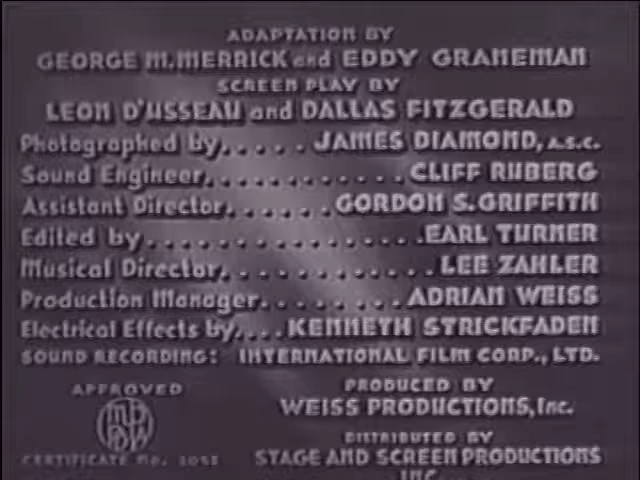 ADAPTATION BY
GEORGE M. MERRICK and EDDY GRANEMAN
SCREEN PLAY BY
LEON D'USSEAU and DALLAS FITZGERALD
Photographed by. . . . . JAMES DIAMOND, A.S.C.
Sound Engineer. . . . . . . . . . . . CLIFF RUBERG
Assistant Director. . . . . . GORDON S. GRIFFITH
Edited by. . . . . . . . . . . . . . . . EARL TURNER
Musical Director. . . . . . . . . . . . LEE ZAHLER
Production Manager. . . . . . . . ADRIAN WEISS
Electrical Effects by. . . . KENNETH STRICKFADEN
SOUND RECORDING: INTERNATIONAL FILM CORP., LTD.
APPROVED
CERTIFICATE No.
PRODUCED BY
WEISS PRODUCTIONS, Inc.
DISTRIBUTED BY
STAGE AND SCREEN PRODUCTIONS
INC.